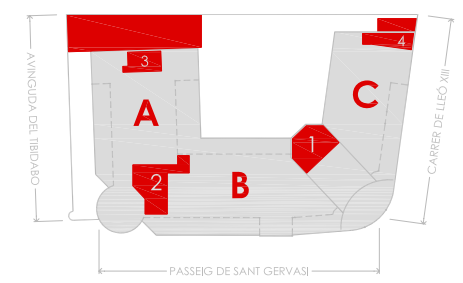 3
4
C
A
1
2
B
AVINGUDA DEL TIBIDABO
CARRER DE LLEÓ XIII
PASSEIG DE SANT GERVASI